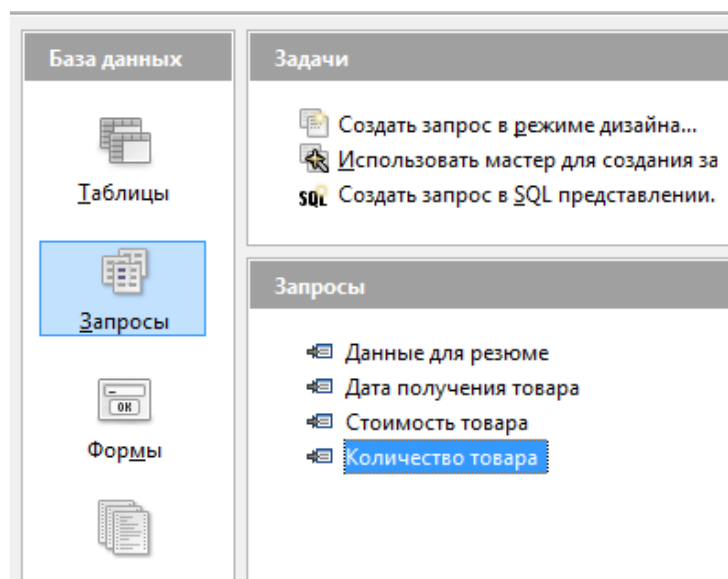 База данных
Таблицы
Запросы
OK
Формы
Задачи
Создать запрос в режиме дизайна...
Использовать мастер для создания за
SQL Создать запрос в SQL представлении.
Запросы
Данные для резюме
Дата получения товара
Стоимость товара
Количество товара